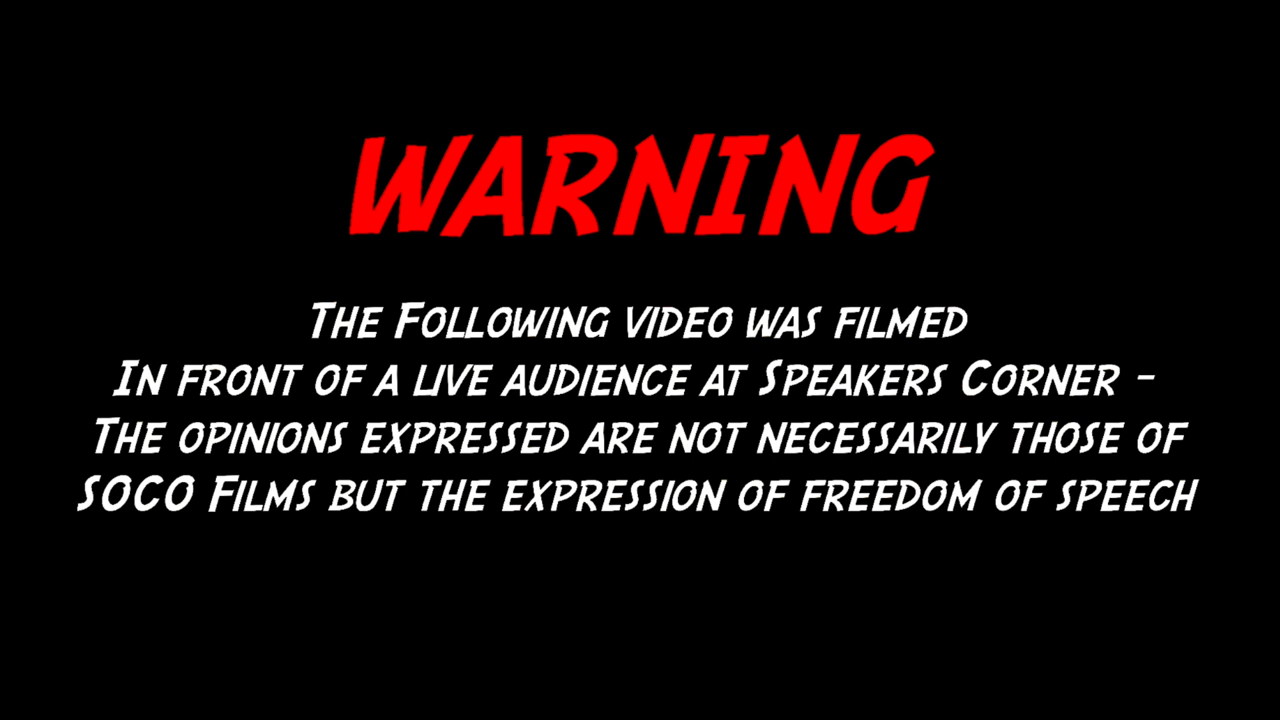 WARNING
The Following video was filmed
In front of a live audience at Speakers Corner -
The opinions expressed are not necessarily those of
SOCO Films but the expression of freedom of speech